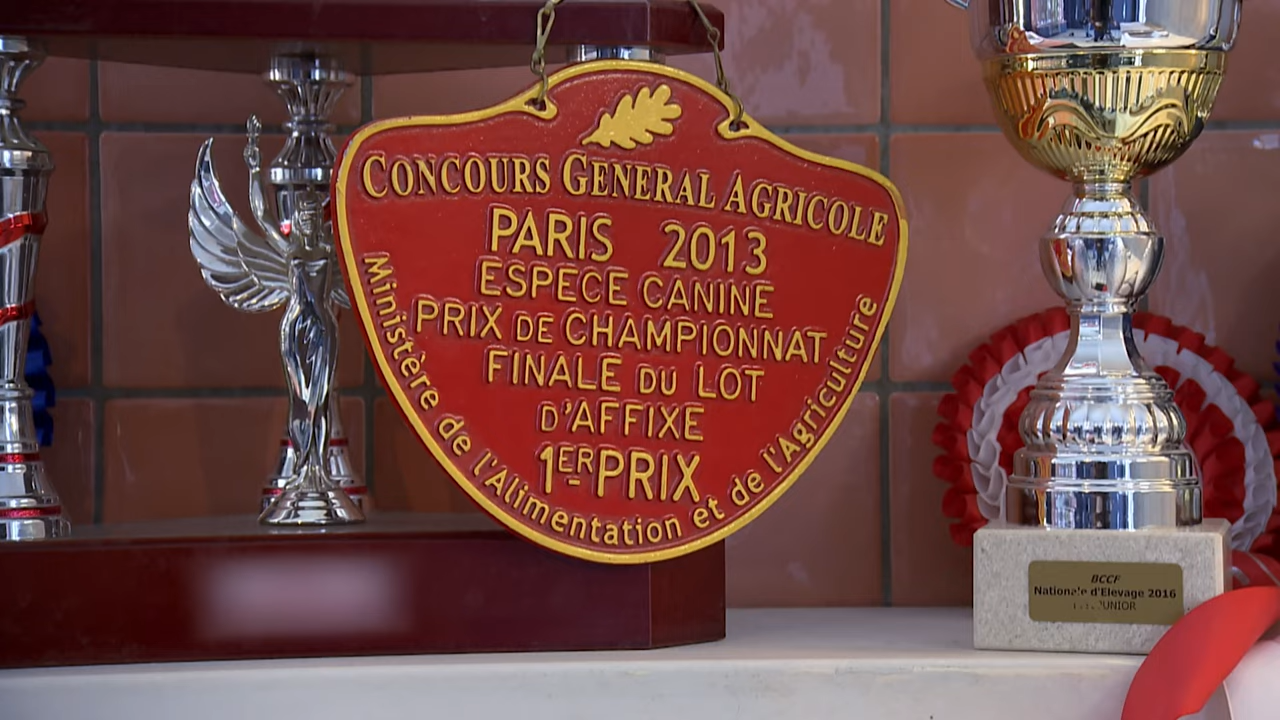 CONCOURS GENERAL AGRICOLE
PARIS 2013
ESPECE CANINE
PRIX DE CHAMPIONNAT
FINALE DU LOT
D'AFFIXE
1ER PRIX
Ministère de l'Alimentation et de l'Agriculture
BCCF
Nationale d'Elevage 2016
JUNIOR